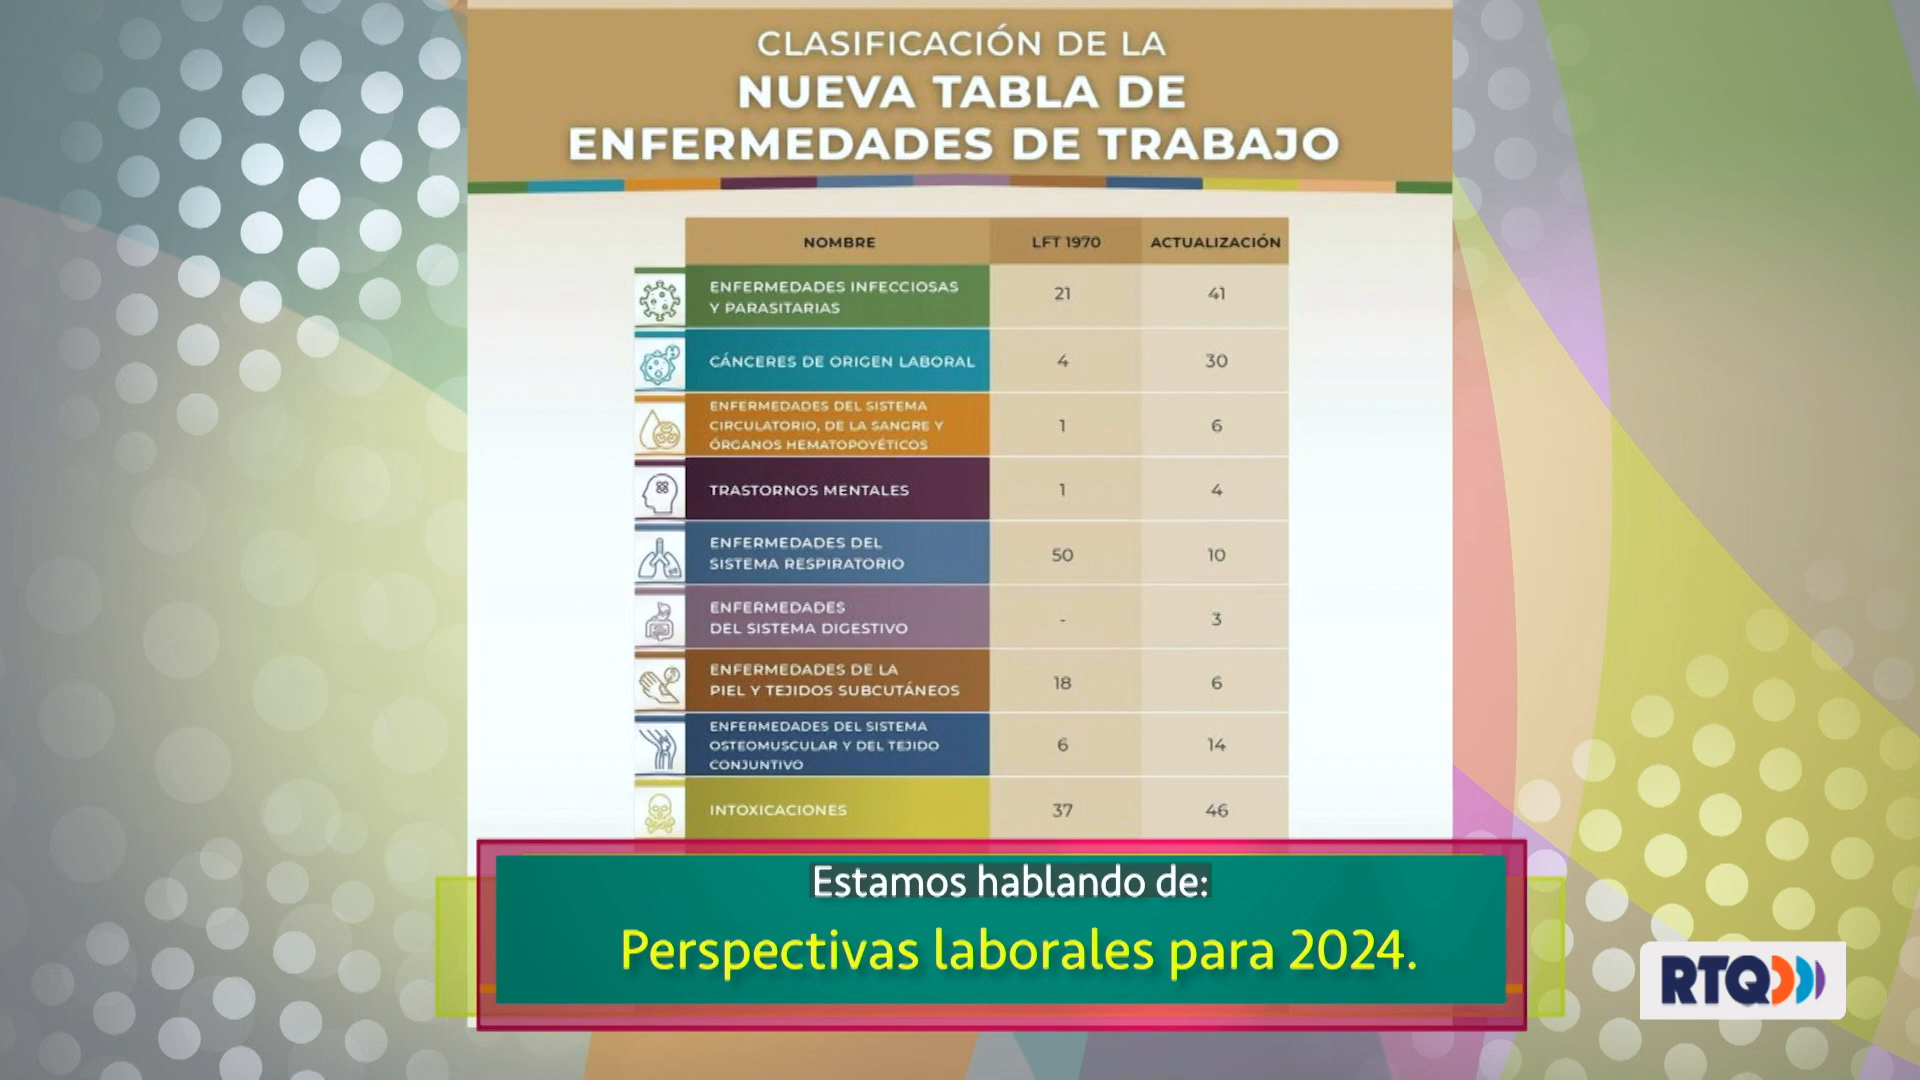 CLASIFICACIÓN DE LA
NUEVA TABLA DE
ENFERMEDADES DE TRABAJO
NOMBRE LFT 1970 ACTUALIZACIÓN
ENFERMEDADES INFECCIOSAS
Y PARASITARIAS 21 41
CÁNCERES DE ORIGEN LABORAL 4 30
ENFERMEDADES DEL SISTEMA
CIRCULATORIO, DE LA SANGRE Y 1 6
ÓRGANOS HEMATOPOYÉTICOS
TRASTORNOS MENTALES 1 4
ENFERMEDADES DEL
SISTEMA RESPIRATORIO 50 10
ENFERMEDADES
DEL SISTEMA DIGESTIVO - 3
ENFERMEDADES DE LA
PIEL Y TEJIDOS SUBCUTÁNEOS 18 6
ENFERMEDADES DEL SISTEMA
OSTEOMUSCULAR Y DEL TEJIDO 6 14
CONJUNTIVO
INTOXICACIONES 37 46
Estamos hablando de:
Perspectivas laborales para 2024.
RTQ